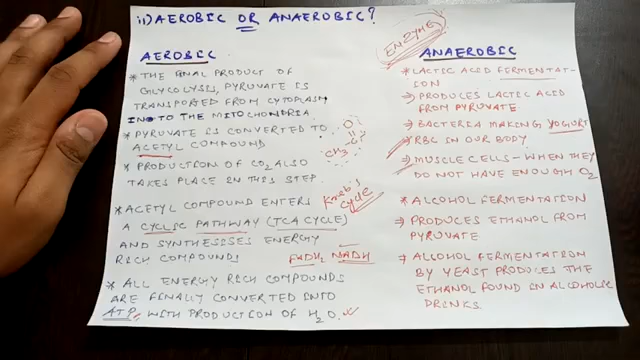 ii) AEROBIC OR ANAEROBIC?
AEROBIC
* THE FINAL PRODUCT OF
GLYCOLYSIS, PYRUVATE IS
TRANSPORTED FROM CYTOPLASM
INTO THE MITOCHONDRIA
* PYRUVATE IS CONVERTED TO
ACETYL COMPOUND
* PRODUCTION OF CO2 ALSO
TAKES PLACE IN THIS STEP.
* ACETYL COMPOUND ENTERS
A CYCLIC PATHWAY (TCA CYCLE)
AND SYNTHESISES ENERGY
RICH COMPOUNDS
* ALL ENERGY RICH COMPOUNDS
ARE FINALLY CONVERTED INTO
ATP, WITH PRODUCTION OF H2O.
O
CH3 - C
Kreb's
Cycle
FADH2 NADH
ENZYME
ANAEROBIC
* LACTIC ACID FERMENTAT-
ION
⇒ PRODUCES LACTIC ACID
FROM PYRUVATE.
⇒ BACTERIA MAKING YOGURT
⇒ RBC IN OUR BODY
⇒ MUSCLE CELLS - WHEN THEY
DO NOT HAVE ENOUGH O2
* ALCOHOL FERMENTATION
⇒ PRODUCES ETHANOL FROM
PYRUVATE
⇒ ALCOHOL FERMENTATION
BY YEAST PRODUCES THE
ETHANOL FOUND IN ALCOHOLIC
DRINKS.